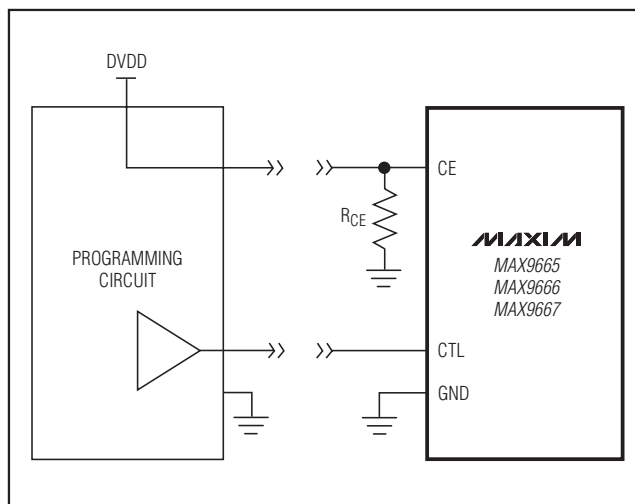 DVDD
CE
RCE
PROGRAMMING
CIRCUIT
MAXIM
MAX9665
MAX9666
MAX9667
CTL
GND